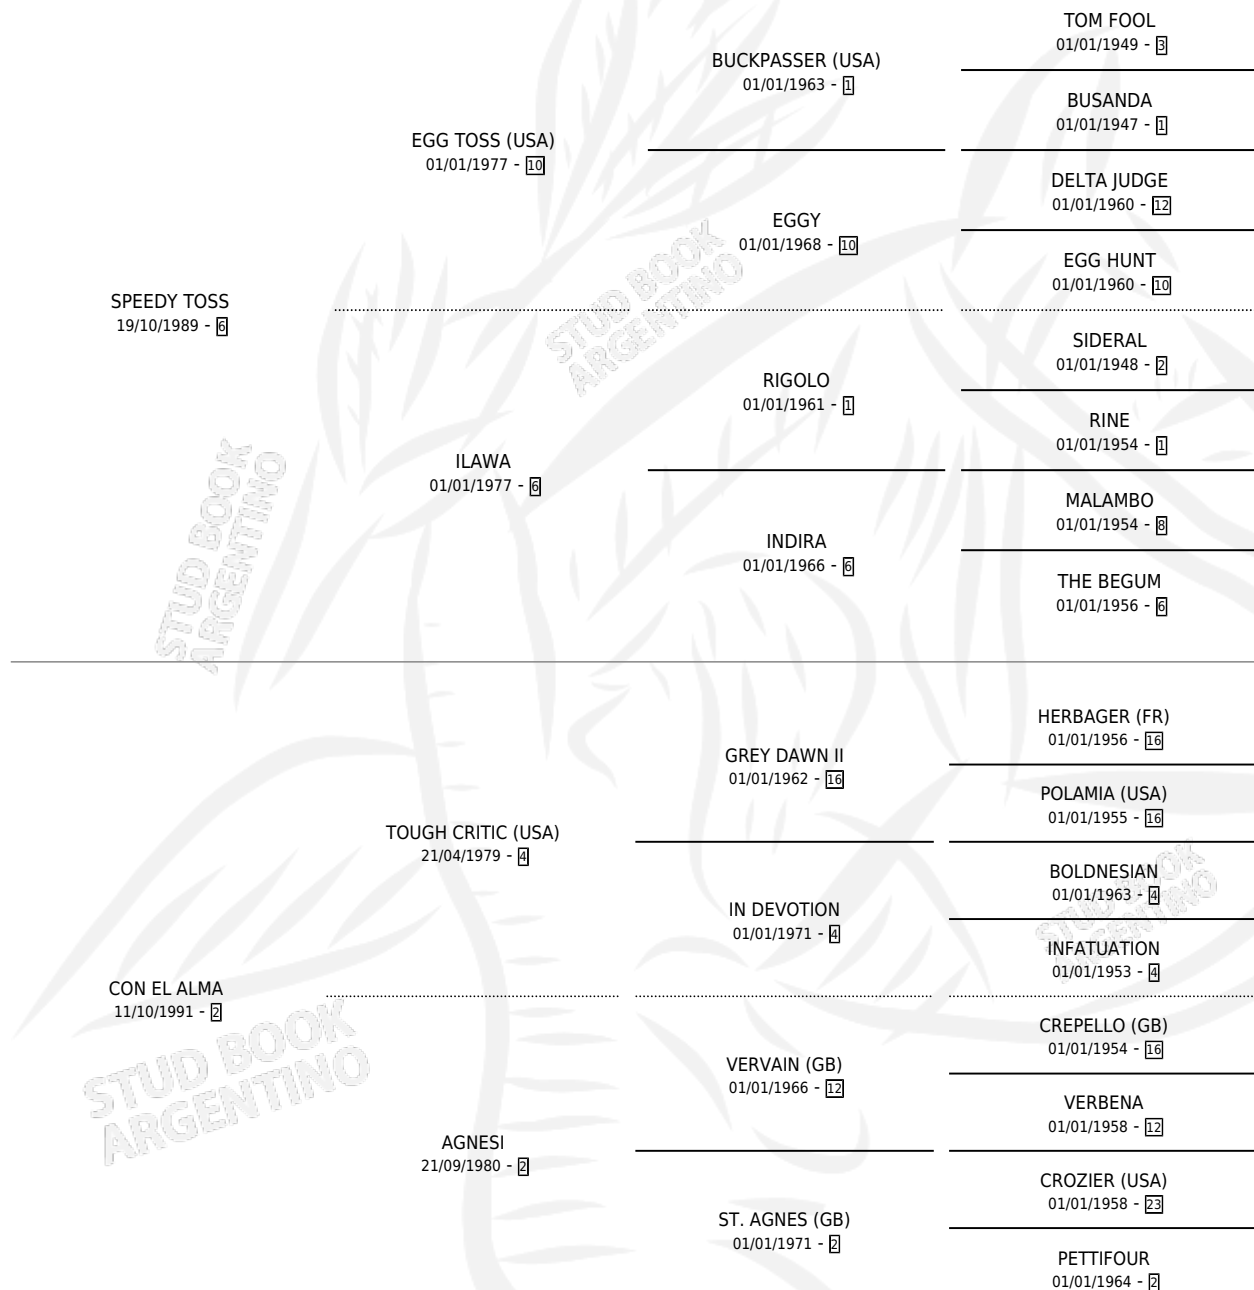 TOM FOOL
01/01/1949 - 3
BUCKPASSER (USA)
01/01/1963 - 1
BUSANDA
01/01/1947 - 1
EGG TOSS (USA)
01/01/1977 - 10
DELTA JUDGE
01/01/1960 - 12
EGGY
01/01/1968 - 10
EGG HUNT
01/01/1960 - 10
SPEEDY TOSS
19/10/1989 - 6
SIDERAL
01/01/1948 - 2
RIGOLO
01/01/1961 - 1
RINE
01/01/1954 - 1
ILAWA
01/01/1977 - 6
MALAMBO
01/01/1954 - 8
INDIRA
01/01/1966 - 6
THE BEGUM
01/01/1956 - 6
STUD BOOK
ARGENTINO
STUD BOOK
ARGENTINO
HERBAGER (FR)
01/01/1956 - 16
GREY DAWN II
01/01/1962 - 16
POLAMIA (USA)
01/01/1955 - 16
TOUGH CRITIC (USA)
21/04/1979 - 4
BOLDNESIAN
01/01/1963 - 4
IN DEVOTION
01/01/1971 - 4
INFATUATION
01/01/1953 - 4
CON EL ALMA
11/10/1991 - 2
CREPELLO (GB)
01/01/1954 - 16
VERVAIN (GB)
01/01/1966 - 12
VERBENA
01/01/1958 - 12
AGNESI
21/09/1980 - 2
CROZIER (USA)
01/01/1958 - 23
ST. AGNES (GB)
01/01/1971 - 2
PETTIFOUR
01/01/1964 - 2
STUD BOOK
ARGENTINO
STUD BOOK
ARGENTINO